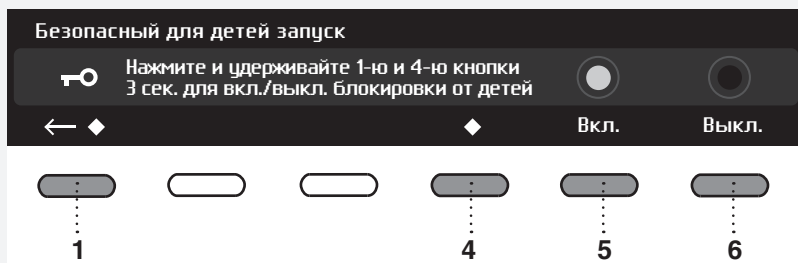 Безопасный для детей запуск
Нажмите и удерживайте 1-ю и 4-ю кнопки
3 сек. для вкл./выкл. блокировки от детей
← ◆ ◆ Вкл. Выкл.
1 4 5 6